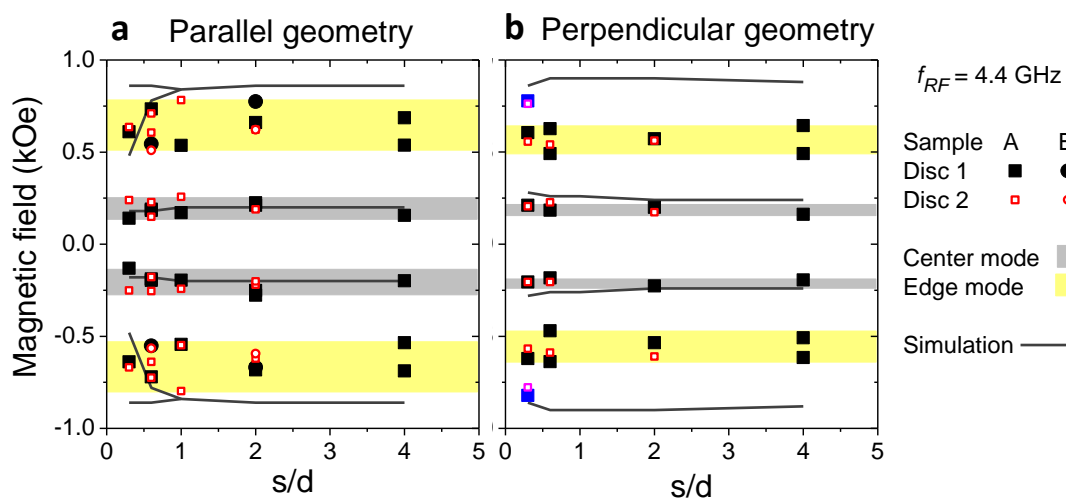 a Parallel geometry
b Perpendicular geometry
Magnetic field (kOe)
1.0
0.5
0.0
-0.5
-1.0
0 1 2 3 4 5
s/d
0 1 2 3 4 5
s/d
fRF = 4.4 GHz
Sample A
Disc 1
Disc 2
Center mode
Edge mode
Simulation